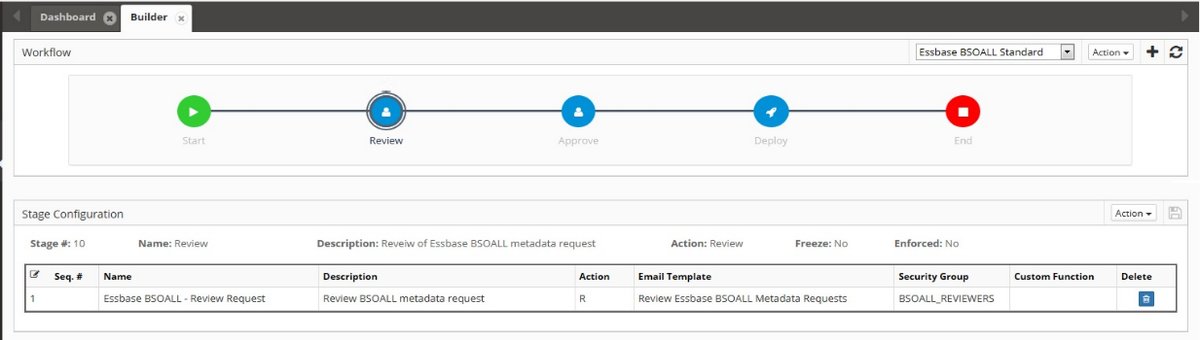 Dashboard Builder
Workflow Essbase BSOALL Standard Action
Start Review Approve Deploy End
Stage Configuration Action
Stage #: 10 Name: Review Description: Reveiw of Essbase BSOALL metadata request Action: Review Freeze: No Enforced: No
Seq. # Name Description Action Email Template Security Group Custom Function Delete
1 Essbase BSOALL - Review Request Review BSOALL metadata request R Review Essbase BSOALL Metadata Requests BSOALL_REVIEWERS